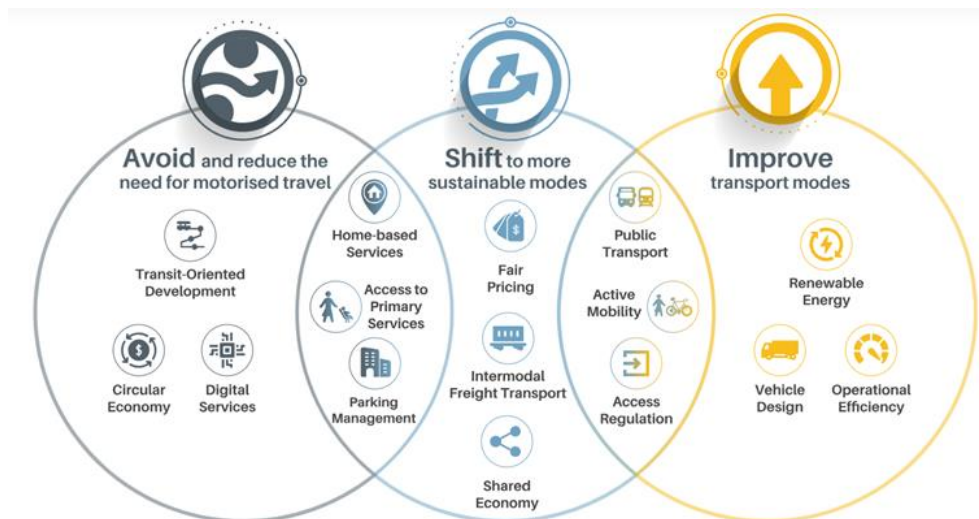 Avoid and reduce the
need for motorised travel
Shift to more
sustainable modes
Improve
transport modes
Transit-Oriented
Development
Circular
Economy
Digital
Services
Home-based
Services
Access to
Primary
Services
Parking
Management
Fair
Pricing
Intermodal
Freight Transport
Shared
Economy
Public
Transport
Active
Mobility
Access
Regulation
Renewable
Energy
Vehicle
Design
Operational
Efficiency